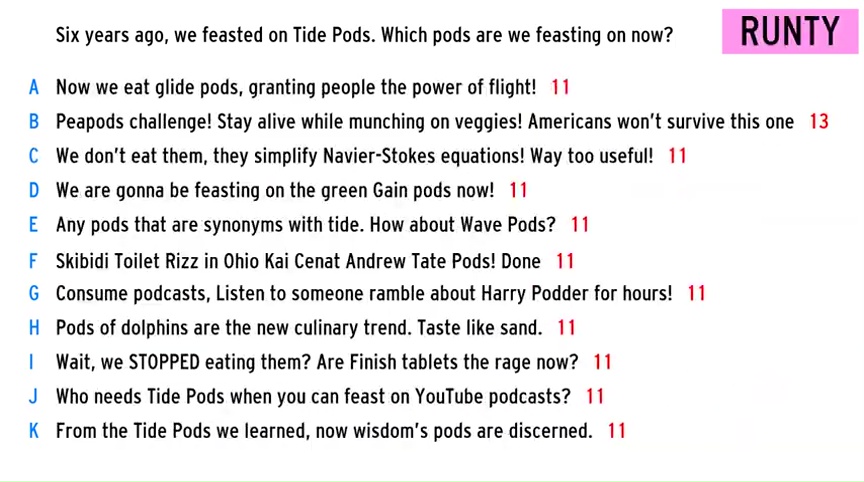 Six years ago, we feasted on Tide Pods. Which pods are we feasting on now?
RUNTY
A Now we eat glide pods, granting people the power of flight! 11
B Peapods challenge! Stay alive while munching on veggies! Americans won't survive this one 13
C We don't eat them, they simplify Navier-Stokes equations! Way too useful! 11
D We are gonna be feasting on the green Gain pods now! 11
E Any pods that are synonyms with tide. How about Wave Pods? 11
F Skibidi Toilet Rizz in Ohio Kai Cenat Andrew Tate Pods! Done 11
G Consume podcasts, Listen to someone ramble about Harry Podder for hours! 11
H Pods of dolphins are the new culinary trend. Taste like sand. 11
I Wait, we STOPPED eating them? Are Finish tablets the rage now? 11
J Who needs Tide Pods when you can feast on YouTube podcasts? 11
K From the Tide Pods we learned, now wisdom's pods are discerned. 11